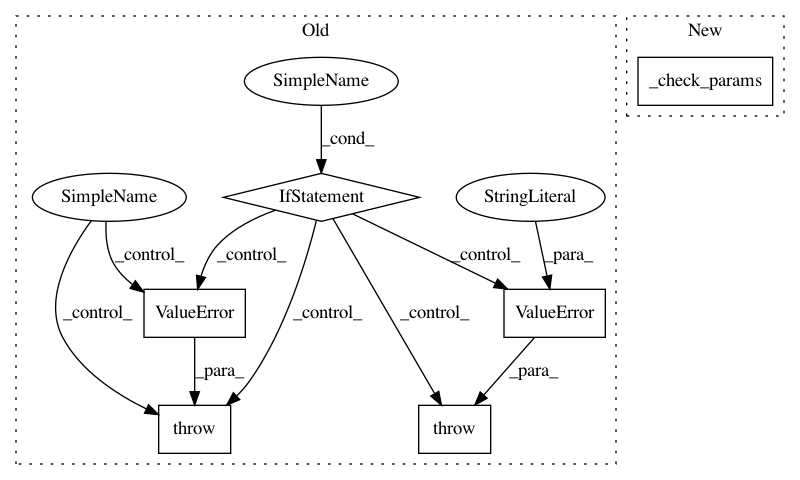 Old
New
SimpleName
_check_params
_cond_
SimpleName
IfStatement
StringLiteral
_control_
_control_
_control_
_para_
ValueError
_control_
_control_
_control_
ValueError
_para_
_para_
throw
throw